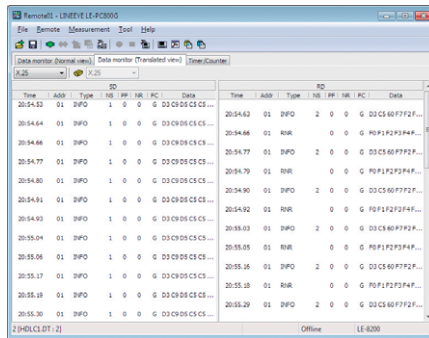 Remote01 - LINEEYE LE-PC800G
File Remote Measurement Tool Help
Data monitor (Normal view) Data monitor (Translated view) Timer/Counter
X.25 X.25
SD RD
Time Addr Type NS PF NR FC Data Time Addr Type NS PF NR FC Data
20:54.53 01 INFO 1 0 0 G D3 C9 D5 C5 C5 ...
20:54.63 01 INFO 2 0 0 G D3 C5 60 F7 F2 F...
20:54.64 01 INFO 1 0 0 G D3 C9 D5 C5 C5 ...
20:54.66 01 RNR 0 0 G F0 F1 F2 F3 F4 F...
20:54.66 01 INFO 1 0 0 G D3 C9 D5 C5 C5 ...
20:54.77 01 INFO 2 0 0 G D3 C5 60 F7 F2 F...
20:54.77 01 INFO 1 0 0 G D3 C9 D5 C5 C5 ...
20:54.79 01 RNR 0 0 G F0 F1 F2 F3 F4 F...
20:54.80 01 INFO 1 0 0 G D3 C9 D5 C5 C5 ...
20:54.90 01 INFO 2 0 0 G D3 C5 60 F7 F2 F...
20:54.91 01 INFO 1 0 0 G D3 C9 D5 C5 C5 ...
20:54.92 01 RNR 0 0 G F0 F1 F2 F3 F4 F...
20:54.93 01 INFO 1 0 0 G D3 C9 D5 C5 C5 ...
20:55.03 01 INFO 2 0 0 G D3 C5 60 F7 F2 F...
20:55.04 01 INFO 1 0 0 G D3 C9 D5 C5 C5 ...
20:55.05 01 RNR 0 0 G F0 F1 F2 F3 F4 F...
20:55.06 01 INFO 1 0 0 G D3 C9 D5 C5 C5 ...
20:55.16 01 INFO 2 0 0 G D3 C5 60 F7 F2 F...
20:55.17 01 INFO 1 0 0 G D3 C9 D5 C5 C5 ...
20:55.18 01 RNR 0 0 G F0 F1 F2 F3 F4 F...
20:55.19 01 INFO 1 0 0 G D3 C9 D5 C5 C5 ...
20:55.29 01 INFO 2 0 0 G D3 C5 60 F7 F2 F...
20:55.30 01 INFO 1 0 0 G D3 C9 D5 C5 C5 ...
2 [HDLC1.DT : 2] Offline LE-8200